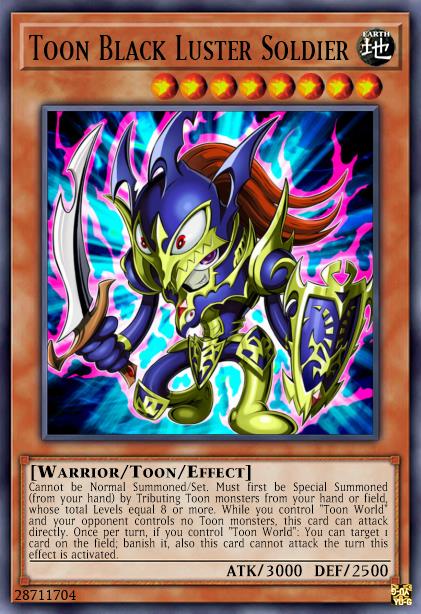 TOON BLACK LUSTER SOLDIER
EARTH
地
[WARRIOR/TOON/EFFECT]
Cannot be Normal Summoned/Set. Must first be Special Summoned
(from your hand) by Tributing Toon monsters from your hand or field,
whose total Levels equal 8 or more. While you control "Toon World"
and your opponent controls no Toon monsters, this card can attack
directly. Once per turn, if you control "Toon World": You can target 1
card on the field; banish it, also this card cannot attack the turn this
effect is activated.
ATK/3000 DEF/2500
28711704